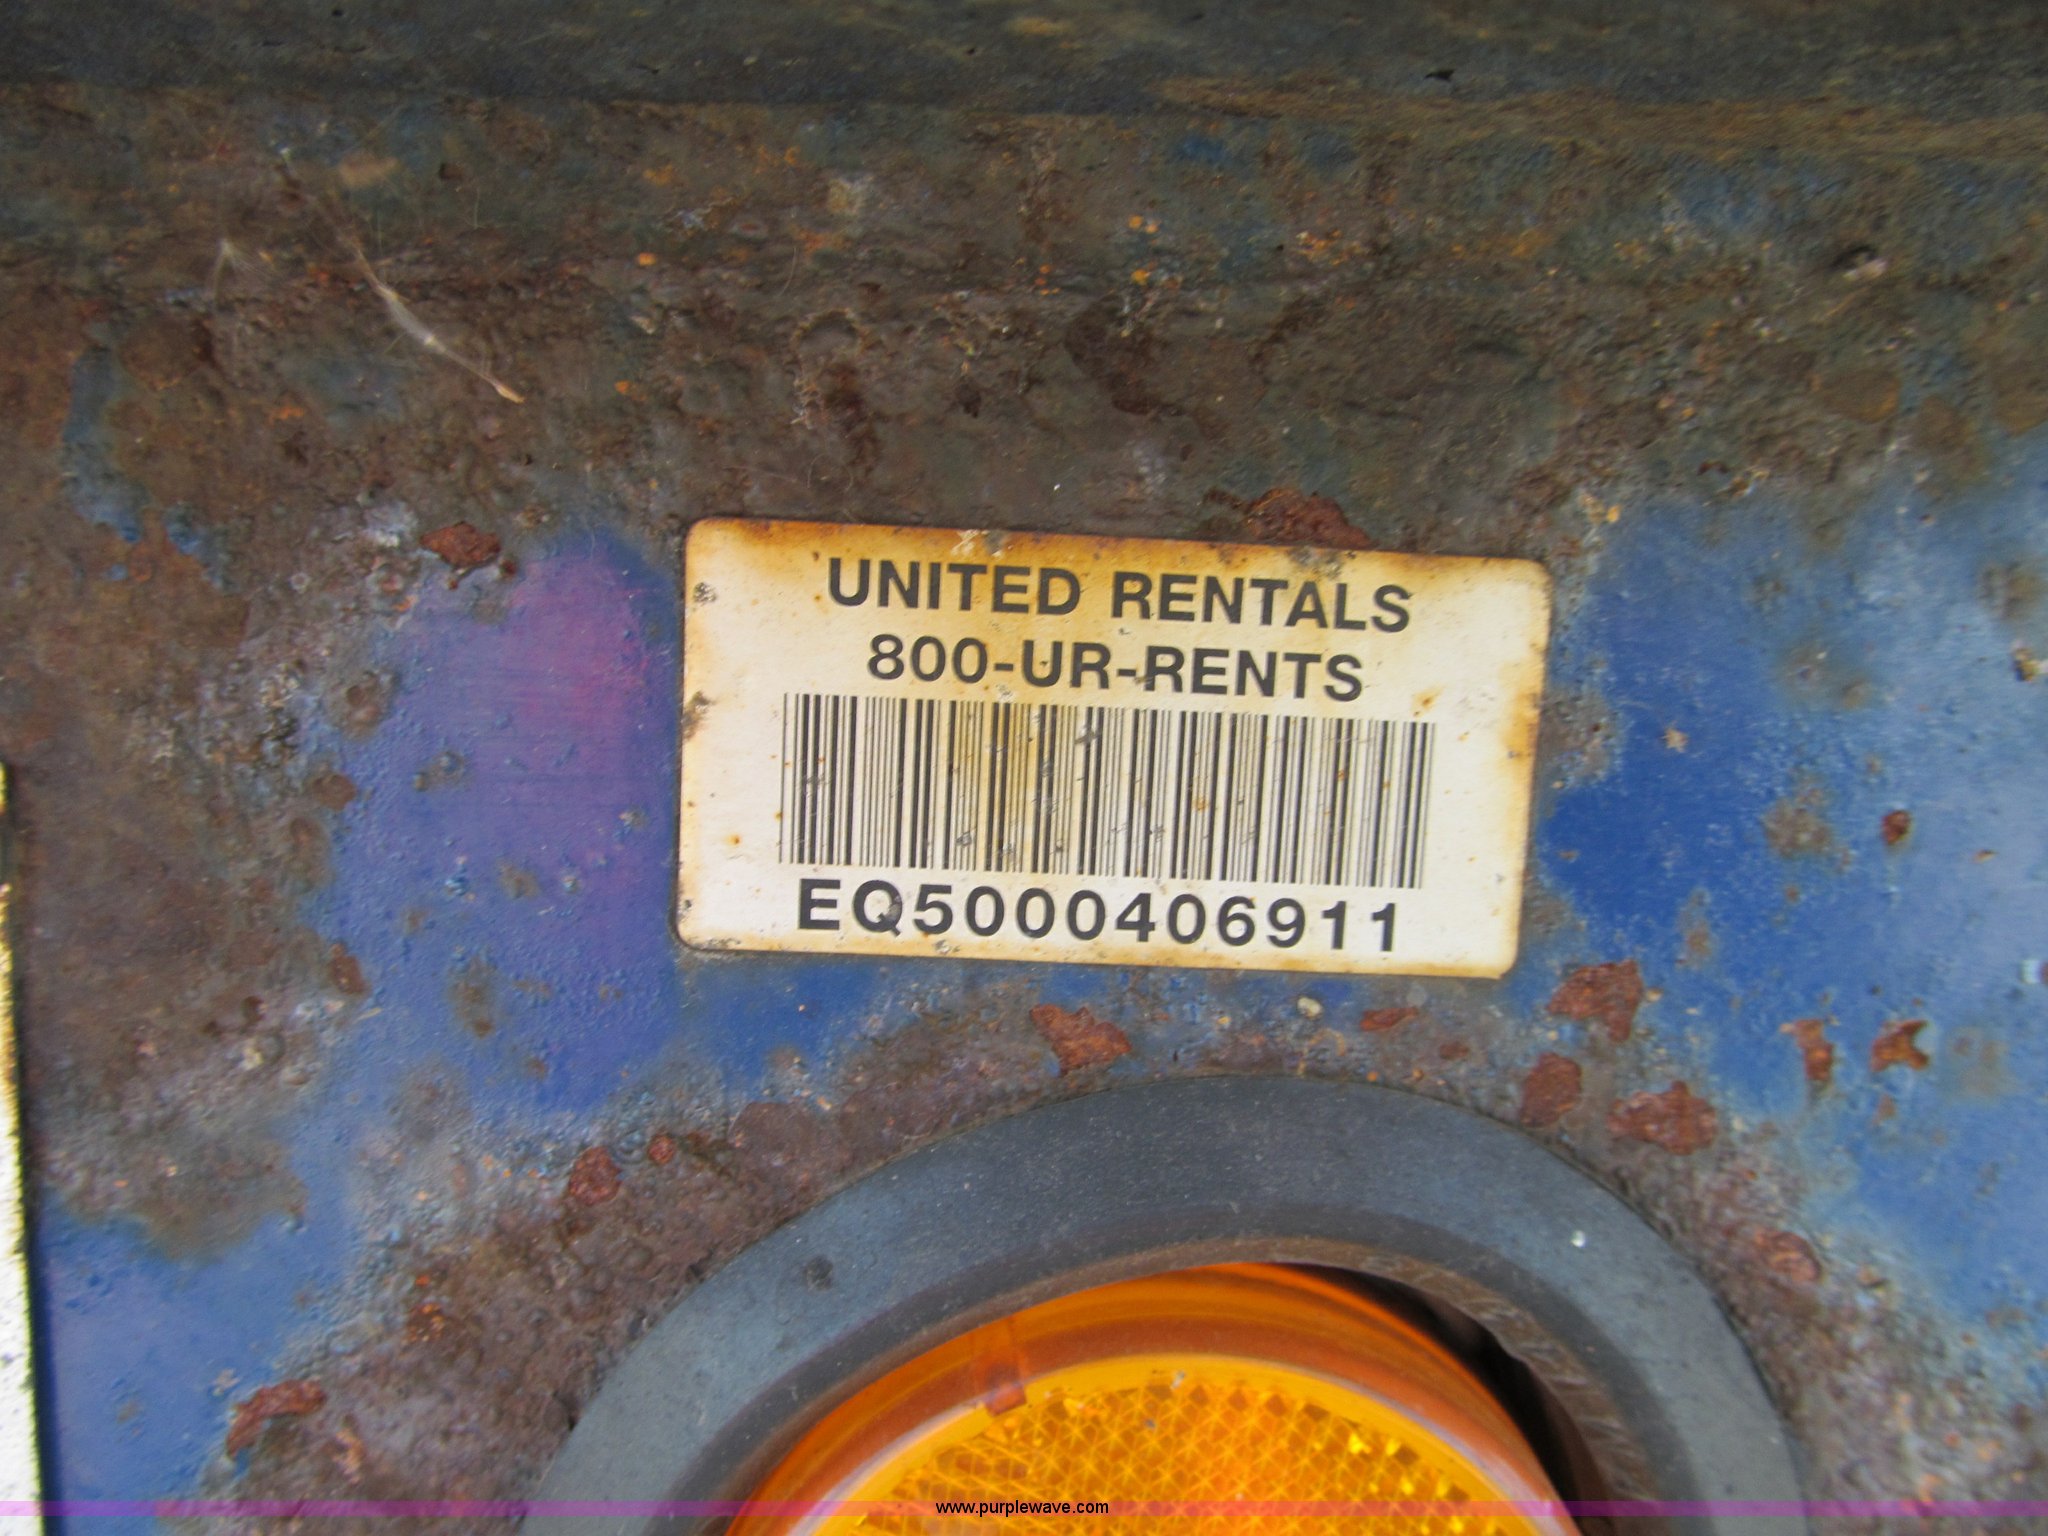 UNITED RENTALS
800-UR-RENTS
EQ5000406911
www.purplewave.com